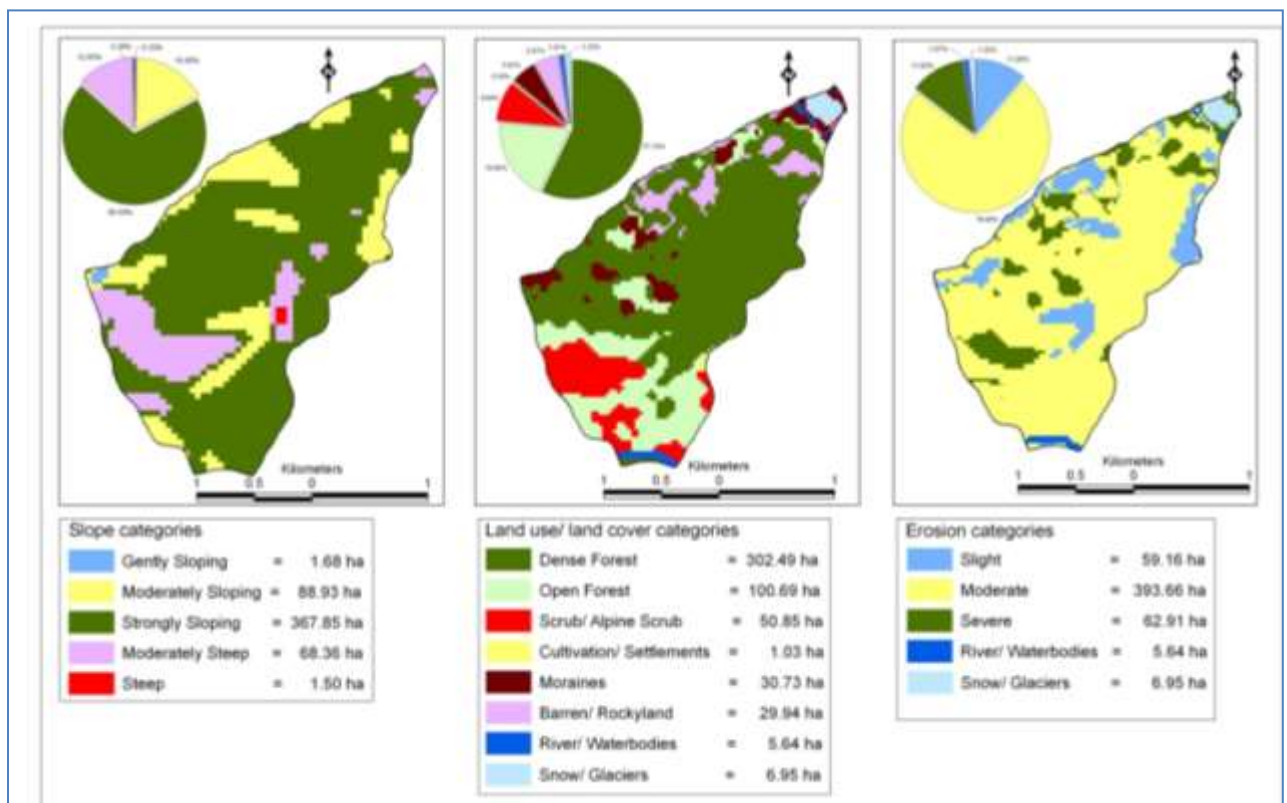 Kilometers
1 0.5 0 1
Slope categories
Gently Sloping = 1.68 ha
Moderately Sloping = 88.93 ha
Strongly Sloping = 367.85 ha
Moderately Steep = 68.36 ha
Steep = 1.50 ha
Kilometers
1 0.5 0 1
Land use/ land cover categories
Dense Forest = 302.49 ha
Open Forest = 100.69 ha
Scrub/ Alpine Scrub = 50.85 ha
Cultivation/ Settlements = 1.03 ha
Moraines = 30.73 ha
Barren/ Rockyland = 29.94 ha
River/ Waterbodies = 5.64 ha
Snow/ Glaciers = 6.95 ha
Kilometers
1 0.5 0 1
Erosion categories
Slight = 59.16 ha
Moderate = 393.66 ha
Severe = 62.91 ha
River/ Waterbodies = 5.64 ha
Snow/ Glaciers = 6.95 ha